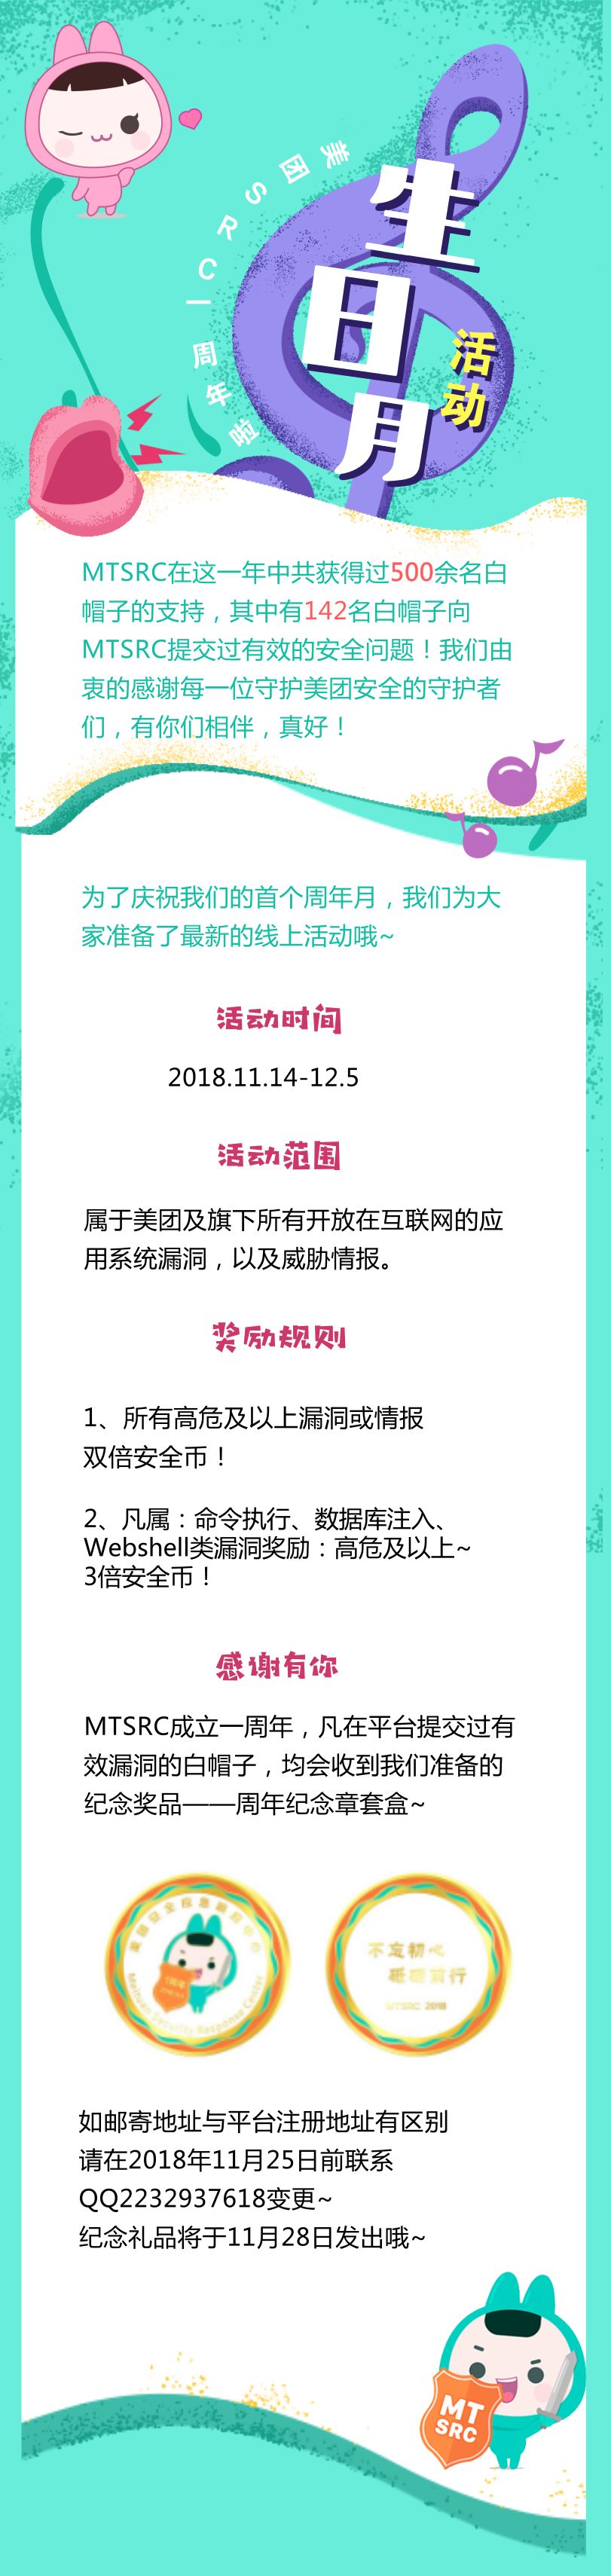 美团SRC一周年啦
生日月
活动
MTSRC在这一年中共获得过500余名白
帽子的支持，其中有142名白帽子向
MTSRC提交过有效的安全问题！我们由
衷的感谢每一位守护美团安全的守护者
们，有你们相伴，真好！
为了庆祝我们的首个周年月，我们为大
家准备了最新的线上活动哦~
活动时间
2018.11.14-12.5
活动范围
属于美团及旗下所有开放在互联网的应
用系统漏洞，以及威胁情报。
奖励规则
1、所有高危及以上漏洞或情报
双倍安全币！
2、凡属：命令执行、数据库注入、
Webshell类漏洞奖励：高危及以上~
3倍安全币！
感谢有你
MTSRC成立一周年，凡在平台提交过有
效漏洞的白帽子，均会收到我们准备的
纪念奖品——周年纪念章套盒~
美团安全应急响应中心
1周年
Meituan Security Response Center
不忘初心
砥砺前行
MTSRC 2018
如邮寄地址与平台注册地址有区别
请在2018年11月25日前联系
QQ2232937618变更~
纪念礼品将于11月28日发出哦~
MT
SRC